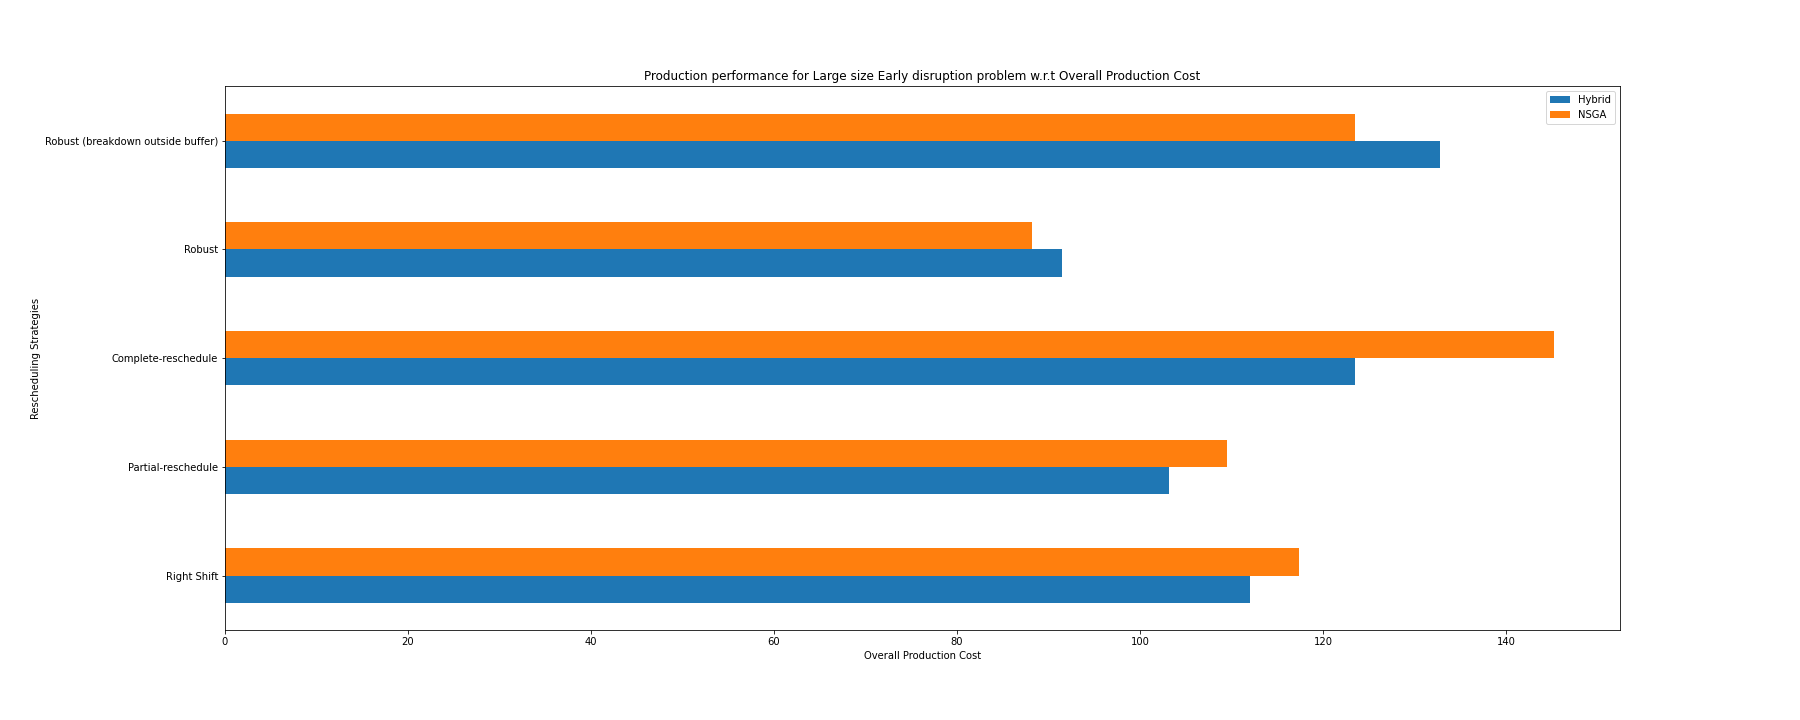 Production performance for Large size Early disruption problem w.r.t Overall Production Cost
Hybrid
NSGA
Robust (breakdown outside buffer)
Robust
Complete-reschedule
Partial-reschedule
Right Shift
Rescheduling Strategies
0 20 40 60 80 100 120 140
Overall Production Cost